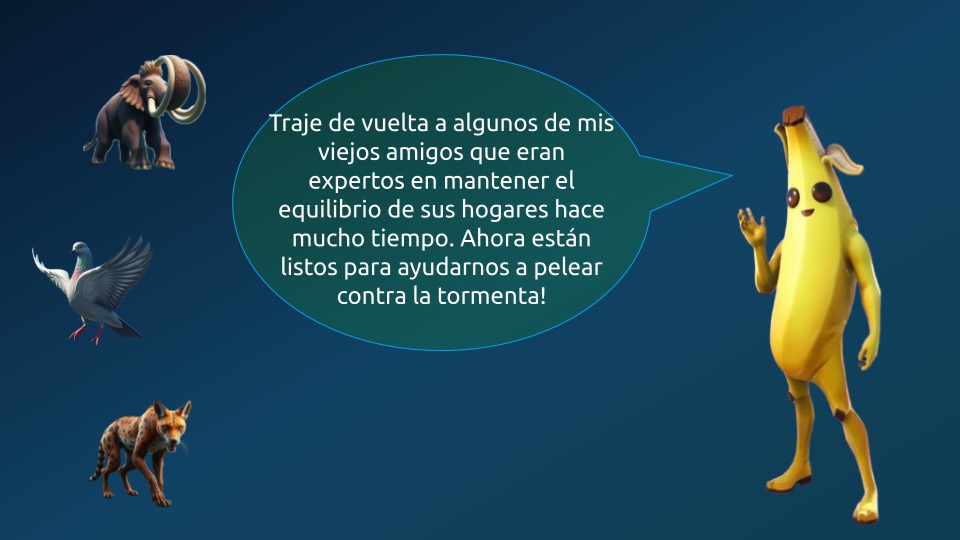 Traje de vuelta a algunos de mis
viejos amigos que eran
expertos en mantener el
equilibrio de sus hogares hace
mucho tiempo. Ahora están
listos para ayudarnos a pelear
contra la tormenta!